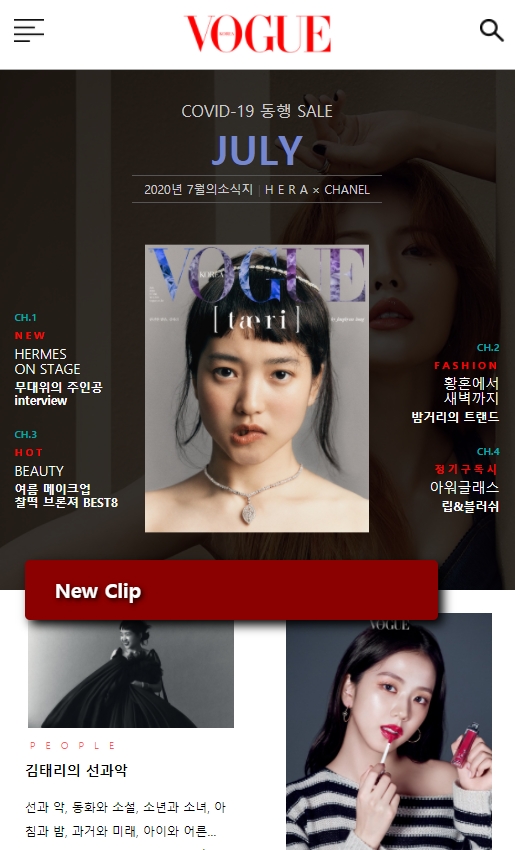 VOGUE
KOREA
COVID-19 동행 SALE
JULY
2020년 7월의소식지 | H E R A × CHANEL
VOGUE
KOREA
[tæri]
CH.1
NEW
HERMES
ON STAGE
무대위의 주인공
interview
CH.3
HOT
BEAUTY
여름 메이크업
찰떡 브론져 BEST8
CH.2
FASHION
황혼에서
새벽까지
밤거리의 트랜드
CH.4
정기구독시
아워글래스
립&블러쉬
New Clip
PEOPLE
김태리의 선과악
선과 악, 동화와 소설, 소년과 소녀, 아
침과 밤, 과거와 미래, 아이와 어른...
VOGUE